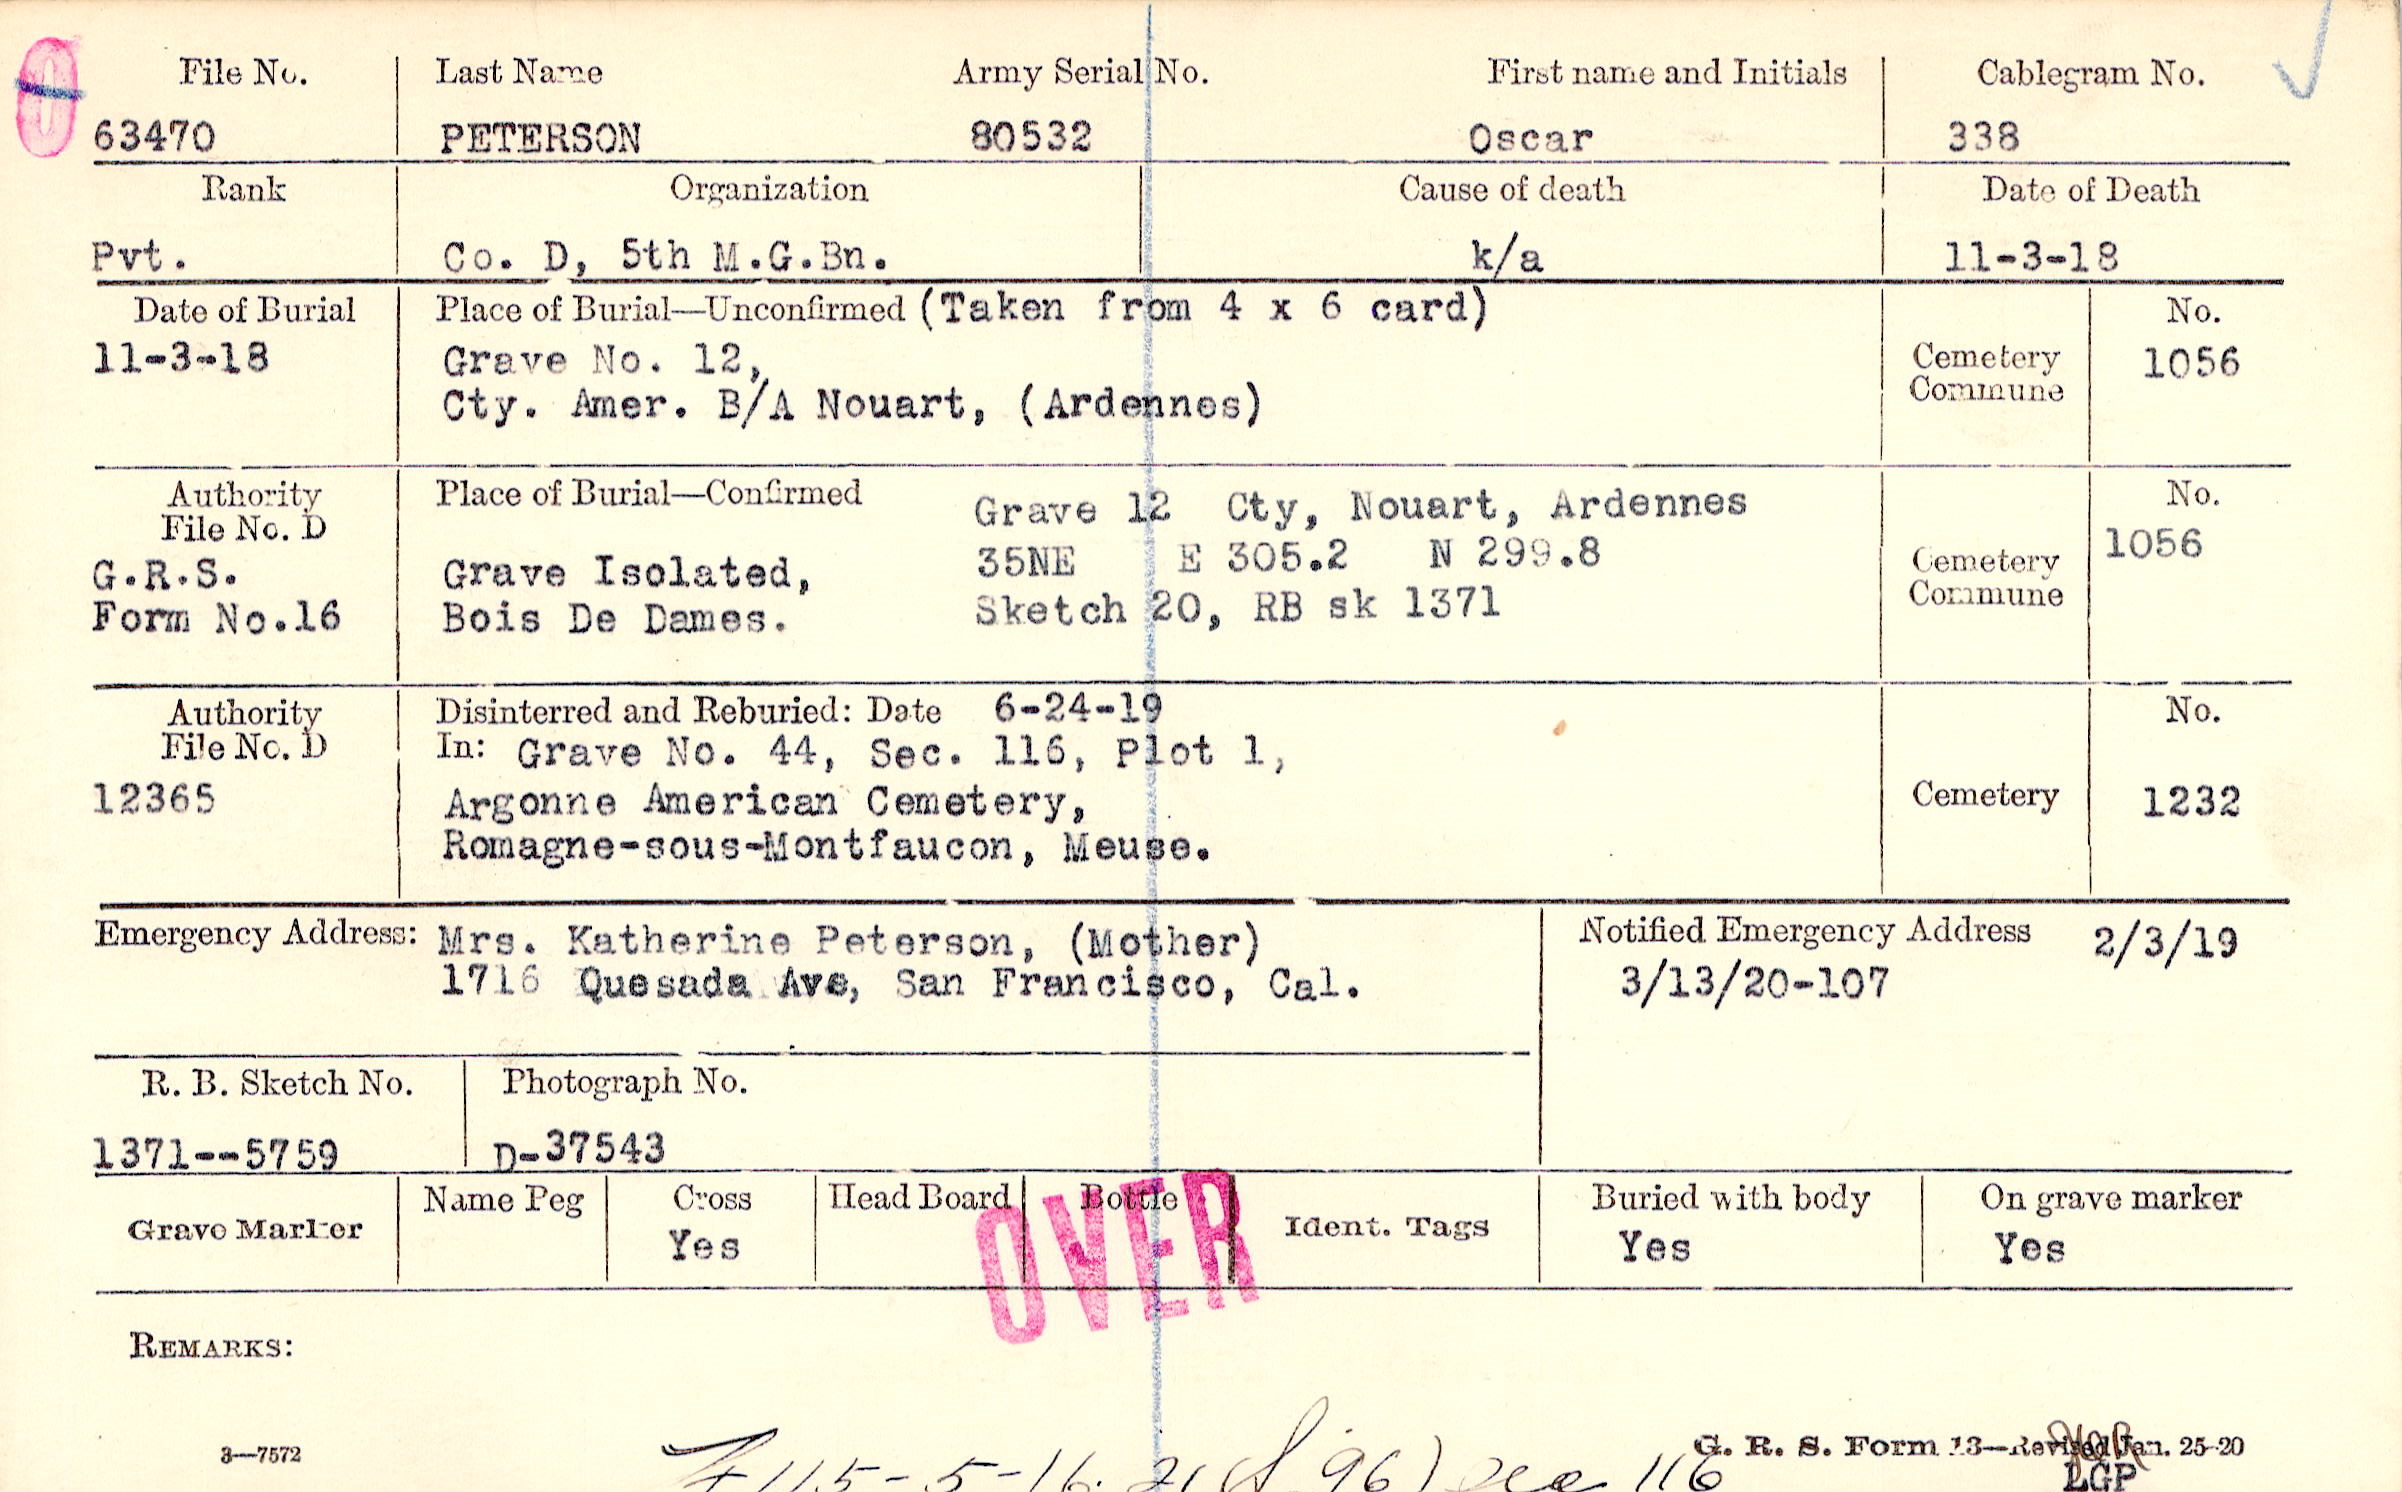 0
File No. Last Name Army Serial No. First name and Initials Cablegram No.
63470 PETERSON 80532 Oscar 338
Rank Organization Cause of death Date of Death
Pvt. Co. D, 5th M.G.Bn. k/a 11-3-18
Date of Burial Place of Burial—Unconfirmed (Taken from 4 x 6 card) No.
11-3-18 Grave No. 12, Cemetery 1056
Cty. Amer. B/A Nouart, (Ardennes) Commune
Authority Place of Burial—Confirmed Grave 12 Cty, Nouart, Ardennes No.
File No. D 35NE E 305.2 N 299.8 1056
G.R.S. Grave Isolated, Cemetery
Form No.16 Bois De Dames. Sketch 20, RB sk 1371 Commune
Authority Disinterred and Reburied: Date 6-24-19 No.
File No. D In: Grave No. 44, Sec. 116, Plot 1,
12365 Argonne American Cemetery, Cemetery 1232
Romagne-sous-Montfaucon, Meuse.
Emergency Address: Mrs. Katherine Peterson, (Mother) Notified Emergency Address 2/3/19
1716 Quesada Ave, San Francisco, Cal. 3/13/20-107
R. B. Sketch No. Photograph No.
1371--5759 D-37543
Grave Marker Name Peg Cross Head Board Bottle Ident. Tags Buried with body On grave marker
Yes Yes Yes
OVER
REMARKS:
3—7572 G. R. S. Form 13—Revised Jan. 25-20
LGP
116